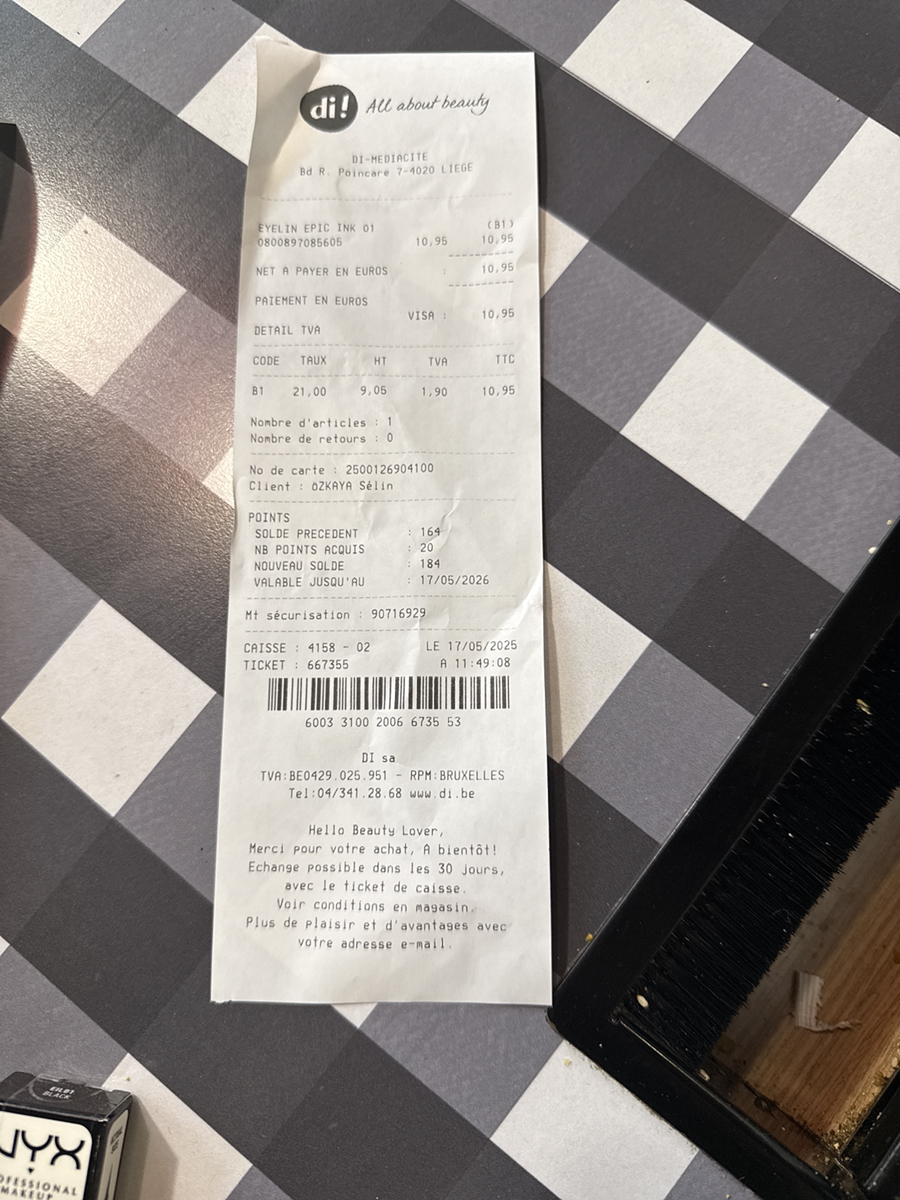 di! All about beauty
DI-MEDIACITE
Bd R. Poincare 7-4020 LIEGE
EYELIN EPIC INK 01 (B1)
0800897085605 10,95 10,95
NET A PAYER EN EUROS : 10,95
PAIEMENT EN EUROS
VISA : 10,95
DETAIL TVA
CODE TAUX HT TVA TTC
B1 21,00 9,05 1,90 10,95
Nombre d'articles : 1
Nombre de retours : 0
No de carte : 2500126904100
Client : öZKAYA Sélin
POINTS
SOLDE PRECEDENT : 164
NB POINTS ACQUIS : 20
NOUVEAU SOLDE : 184
VALABLE JUSQU'AU : 17/05/2026
Mt sécurisation : 90716929
CAISSE : 4158 - 02 LE 17/05/2025
TICKET : 667355 A 11:49:08
6003 3100 2006 6735 53
DI sa
TVA:BE0429.025.951 - RPM:BRUXELLES
Tel:04/341.28.68 www.di.be
Hello Beauty Lover,
Merci pour votre achat, A bientôt!
Echange possible dans les 30 jours,
avec le ticket de caisse.
Voir conditions en magasin.
Plus de plaisir et d'avantages avec
votre adresse e-mail.
EIL01
BLACK
NYX
OFESSIONAL
MAKEUP